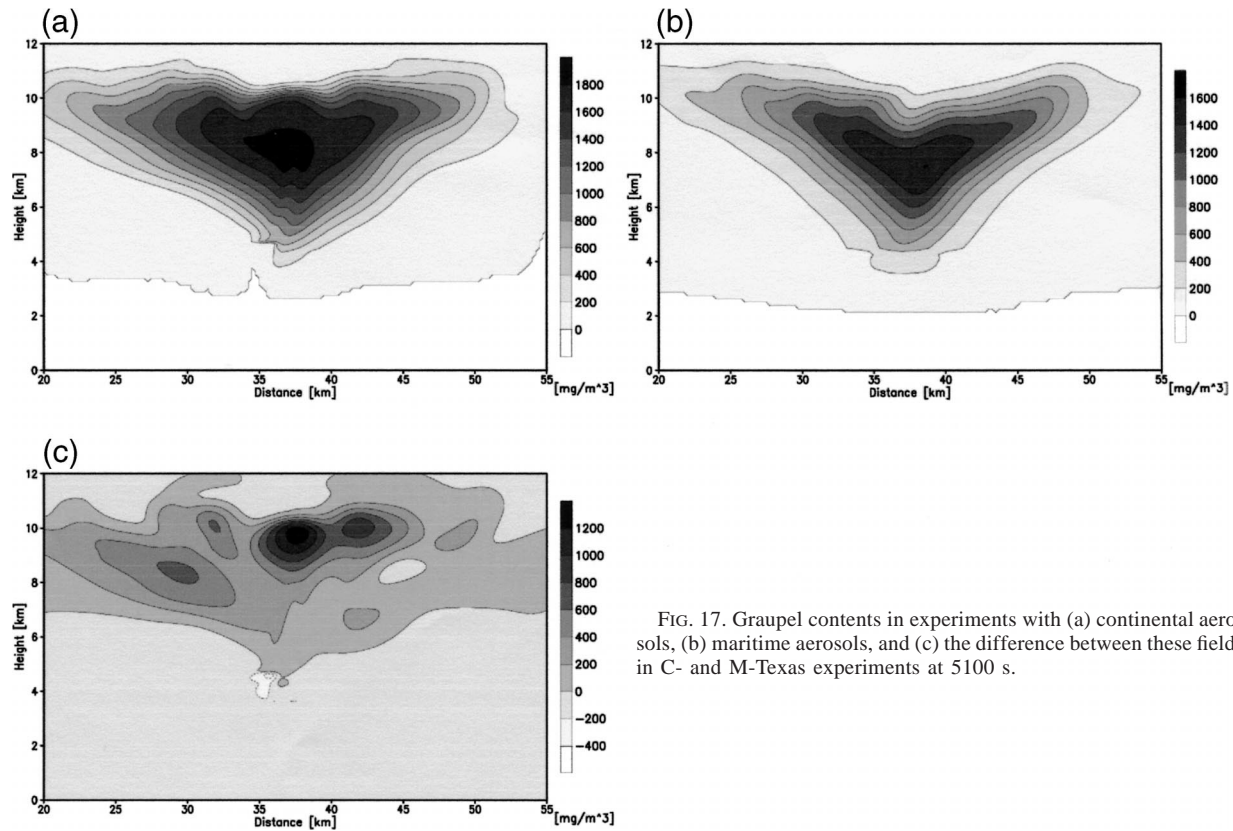 (a)
12
10
8
6
4
2
0
Height [km]
20 25 30 35 40 45 50 55
Distance [km]
1800
1600
1400
1200
1000
800
600
400
200
0
[mg/m^3]
(b)
12
10
8
6
4
2
0
Height [km]
20 25 30 35 40 45 50 55
Distance [km]
1600
1400
1200
1000
800
600
400
200
0
[mg/m^3]
(c)
12
10
8
6
4
2
0
Height [km]
20 25 30 35 40 45 50 55
Distance [km]
1200
1000
800
600
400
200
0
−200
−400
[mg/m^3]
FIG. 17. Graupel contents in experiments with (a) continental aero
sols, (b) maritime aerosols, and (c) the difference between these field
in C- and M-Texas experiments at 5100 s.